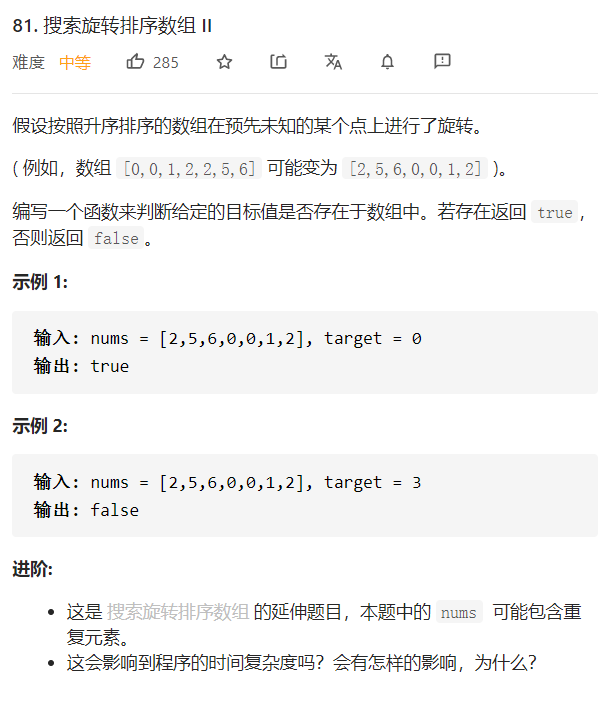 81. 搜索旋转排序数组 II
难度 中等 285
假设按照升序排序的数组在预先未知的某个点上进行了旋转。
( 例如，数组 [0,0,1,2,2,5,6] 可能变为 [2,5,6,0,0,1,2] )。
编写一个函数来判断给定的目标值是否存在于数组中。若存在返回 true，
否则返回 false。
示例 1:
输入: nums = [2,5,6,0,0,1,2], target = 0
输出: true
示例 2:
输入: nums = [2,5,6,0,0,1,2], target = 3
输出: false
进阶:
• 这是 搜索旋转排序数组 的延伸题目，本题中的 nums 可能包含重
复元素。
• 这会影响到程序的时间复杂度吗？会有怎样的影响，为什么？